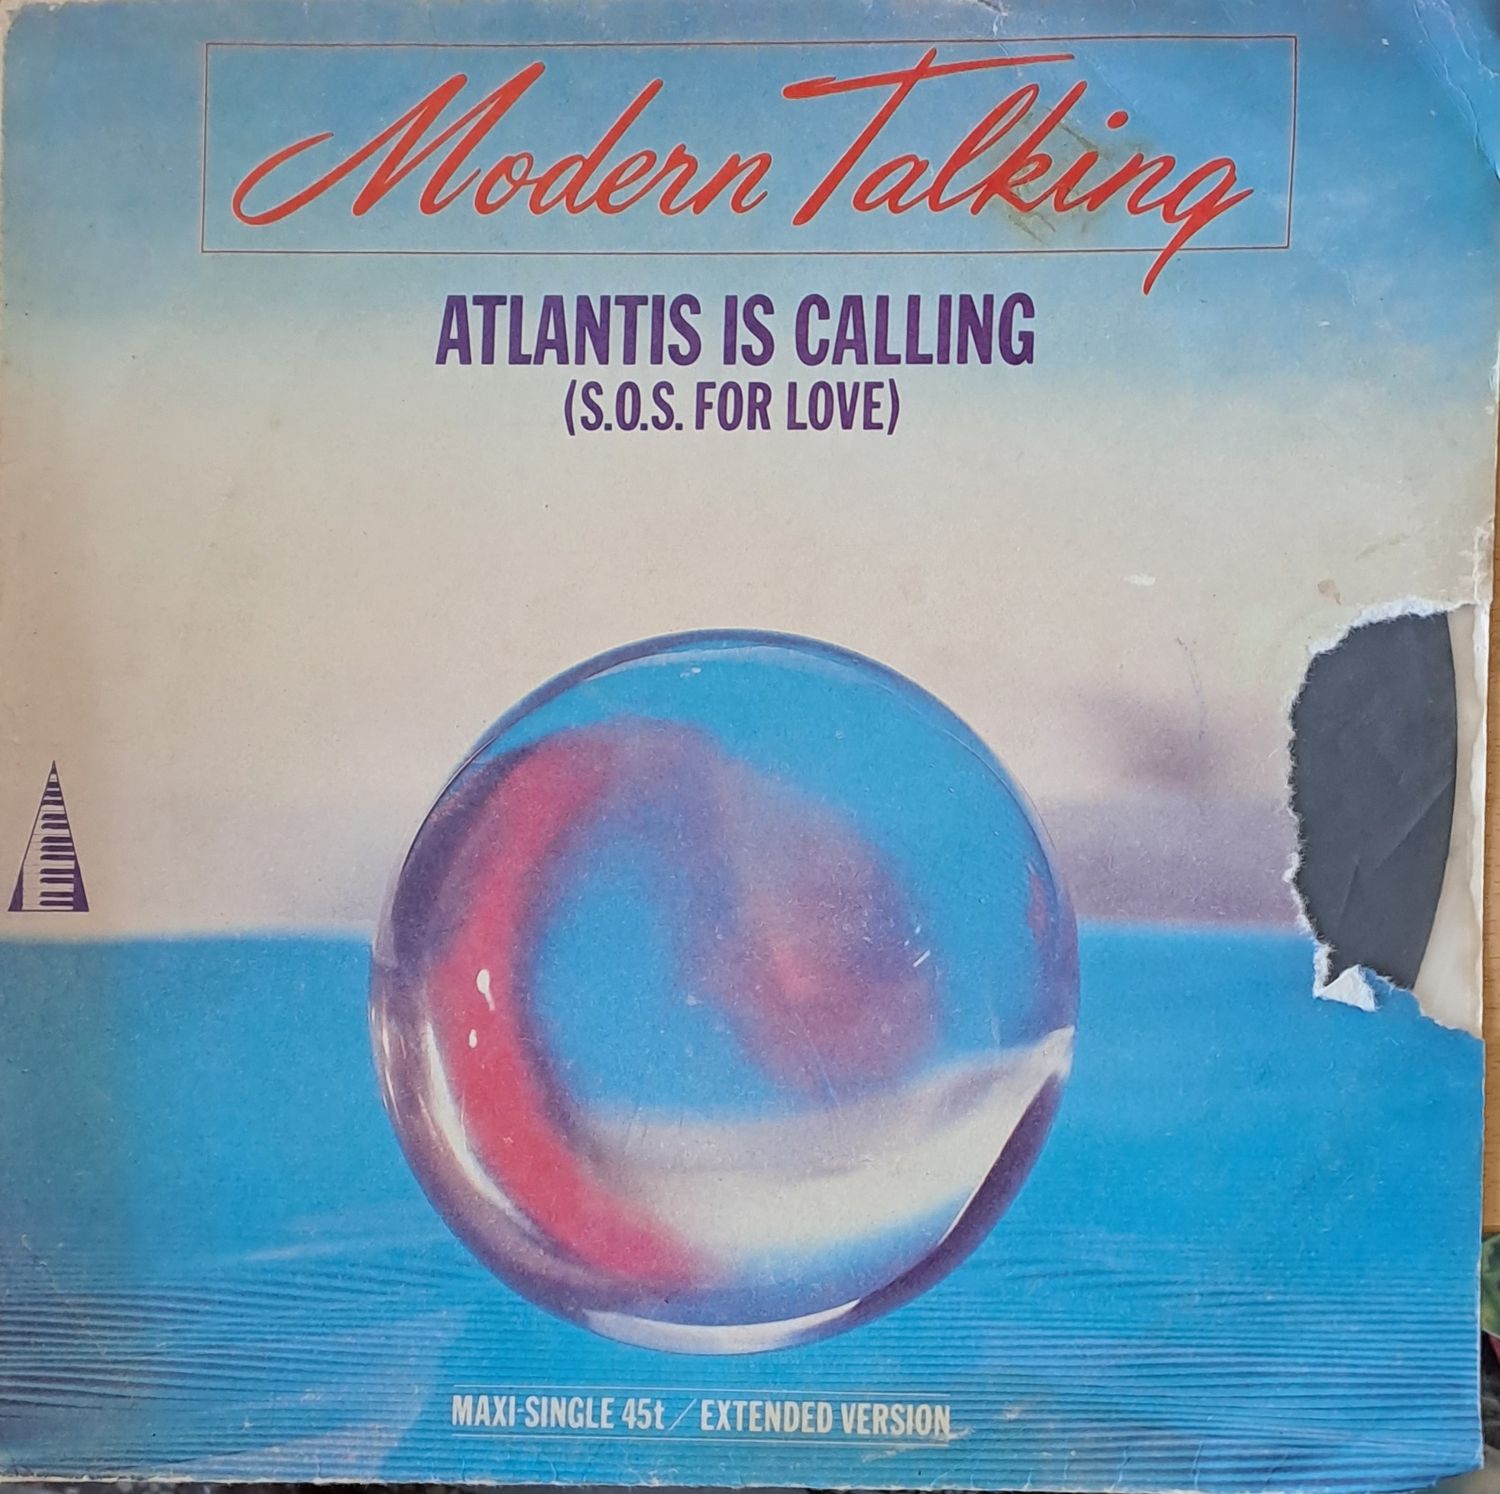 Modern Talking
ATLANTIS IS CALLING
(S.O.S. FOR LOVE)
MAXI-SINGLE 45t / EXTENDED VERSION